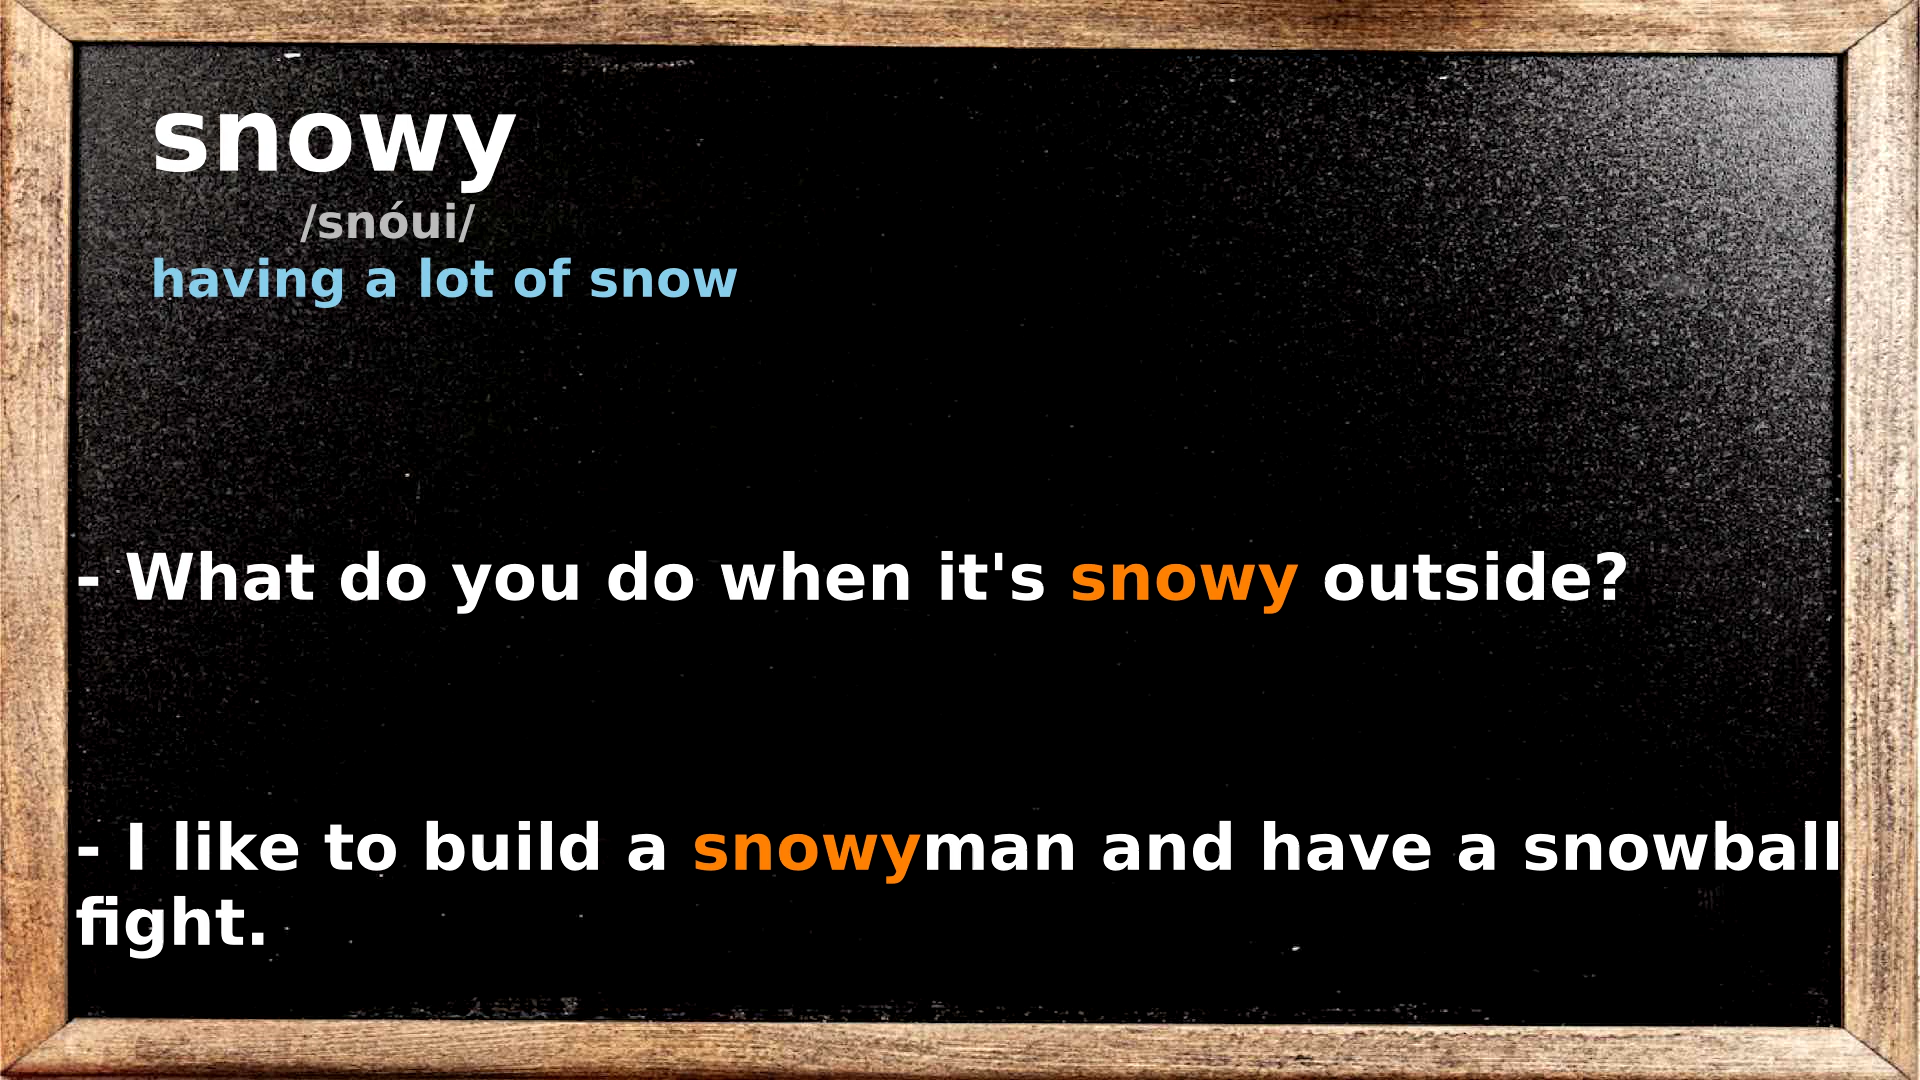 snowy
/snóui/
having a lot of snow
- What do you do when it's snowy outside?
- I like to build a snowyman and have a snowball
fight.